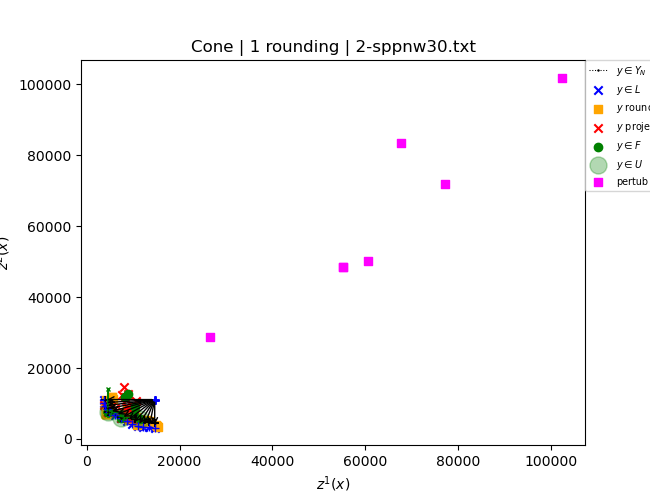 Cone | 1 rounding | 2-sppnw30.txt
100000
80000
60000
40000
20000
0
0 20000 40000 60000 80000 100000
z¹(x)
y ∈ Y_N
y ∈ L
y
y
y ∈ F
y ∈ U
pertub